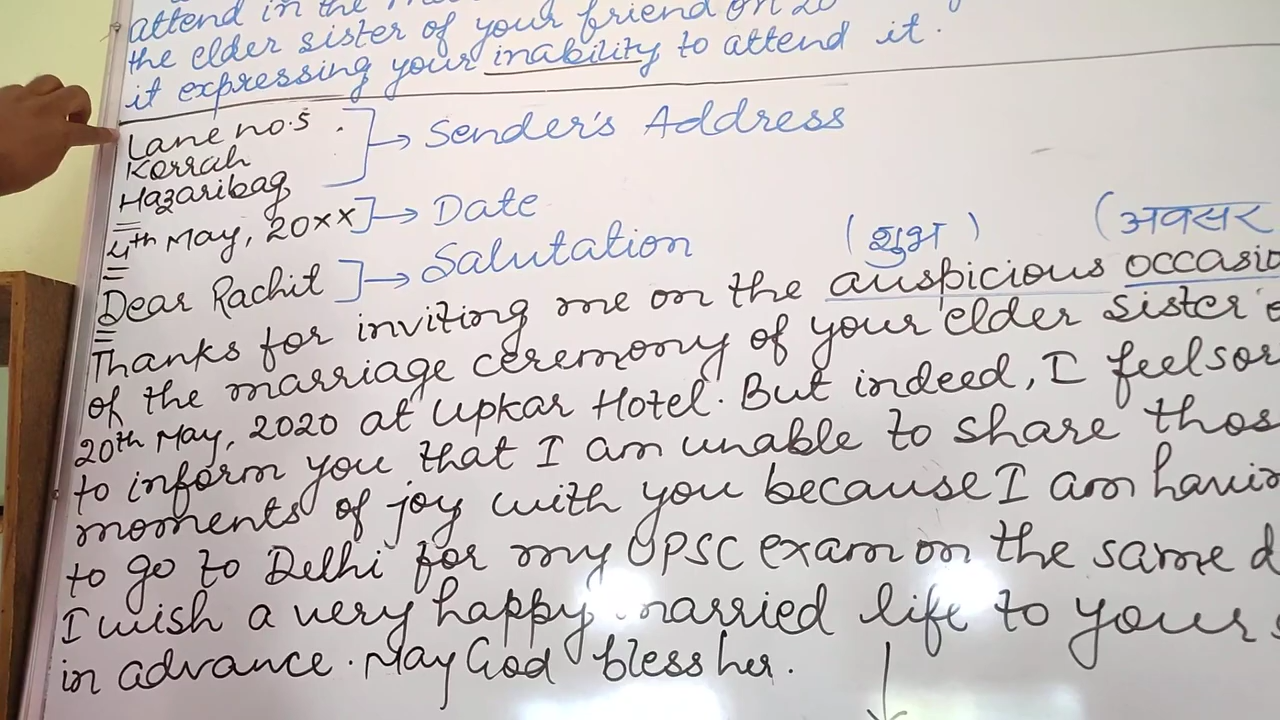 attend in the
the elder sister of your friend on 20
it expressing your inability to attend it.
Lane no.5 → Sender's Address
Korrah
Hazaribag
4th May, 20xx → Date
Dear Rachit → Salutation
(शुभ) (अवसर
Thanks for inviting me on the auspicious occasio
of the marriage ceremony of your elder sister
20th May, 2020 at Upkar Hotel. But indeed, I feel sor
to inform you that I am unable to share thos
moments of joy with you because I am havin
to go to Delhi for my UPSC exam on the same d
I wish a very happy married life to your s
in advance. May God bless her.